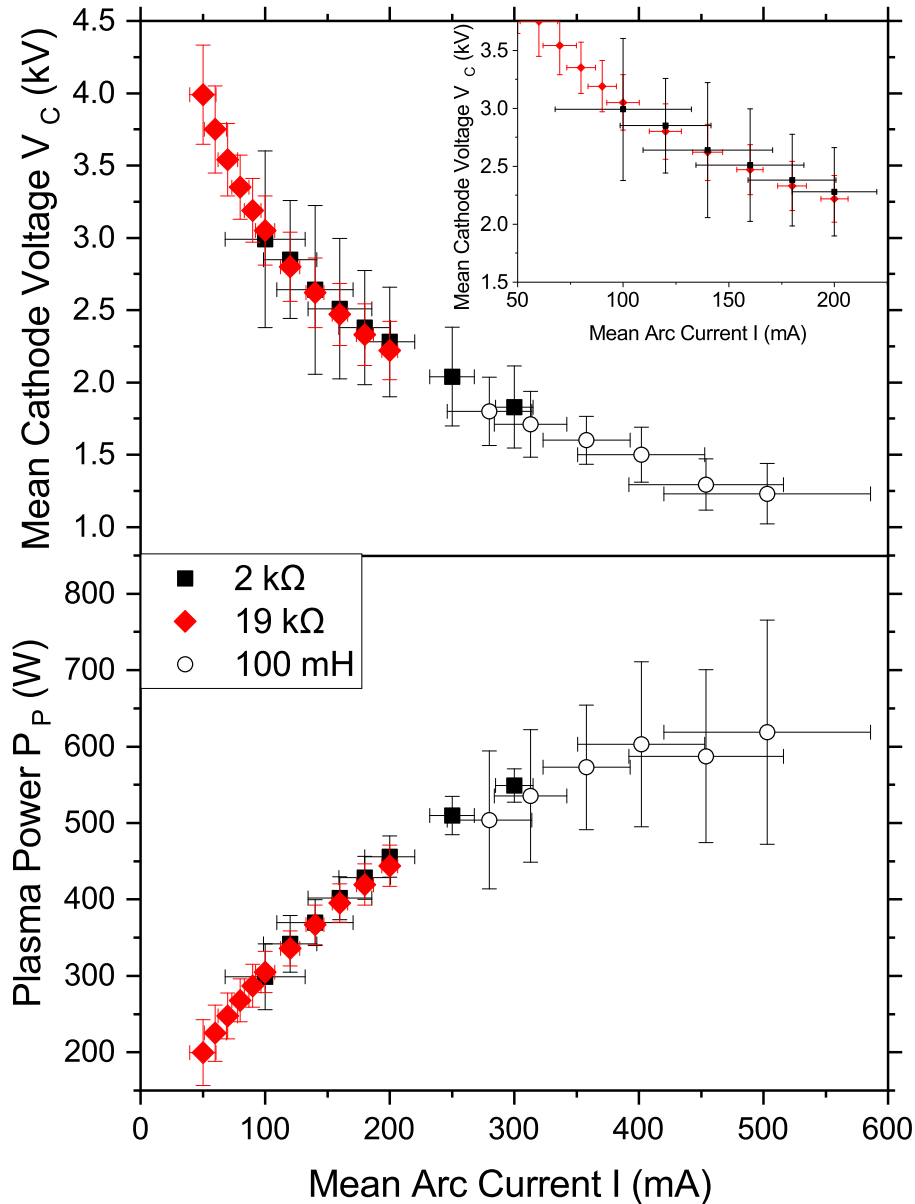 4.5
4.0
3.5
3.0
2.5
2.0
1.5
1.0
Mean Cathode Voltage V C (kV)
3.5
3.0
2.5
2.0
1.5
Mean Cathode Voltage V C (kV)
50 100 150 200
Mean Arc Current I (mA)
2 kΩ
19 kΩ
100 mH
800
700
600
500
400
300
200
Plasma Power P P (W)
0 100 200 300 400 500 600
Mean Arc Current I (mA)